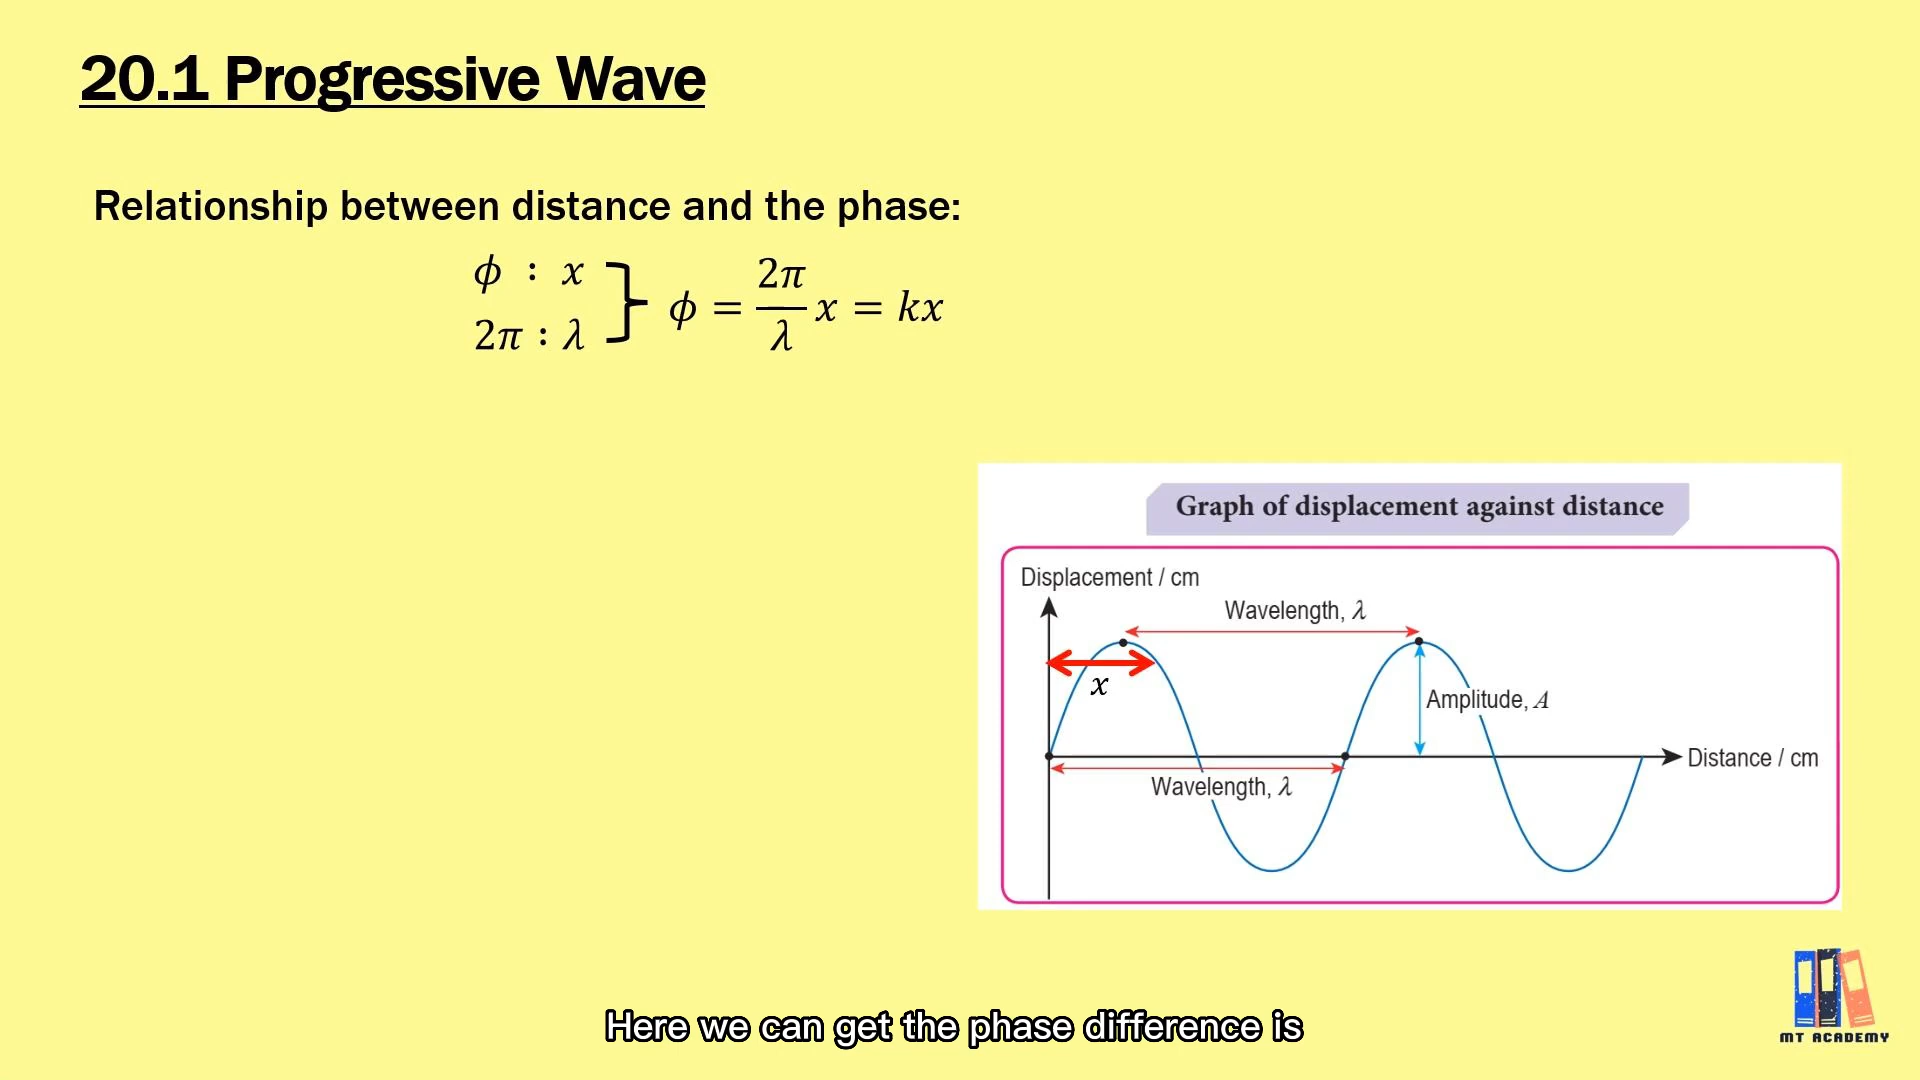 20.1 Progressive Wave
Relationship between distance and the phase:
ϕ : x
2π : λ
ϕ = 2π/λ x = kx
Graph of displacement against distance
Displacement / cm
Wavelength, λ
x
Amplitude, A
Distance / cm
Wavelength, λ
Here we can get the phase difference is
MT ACADEMY